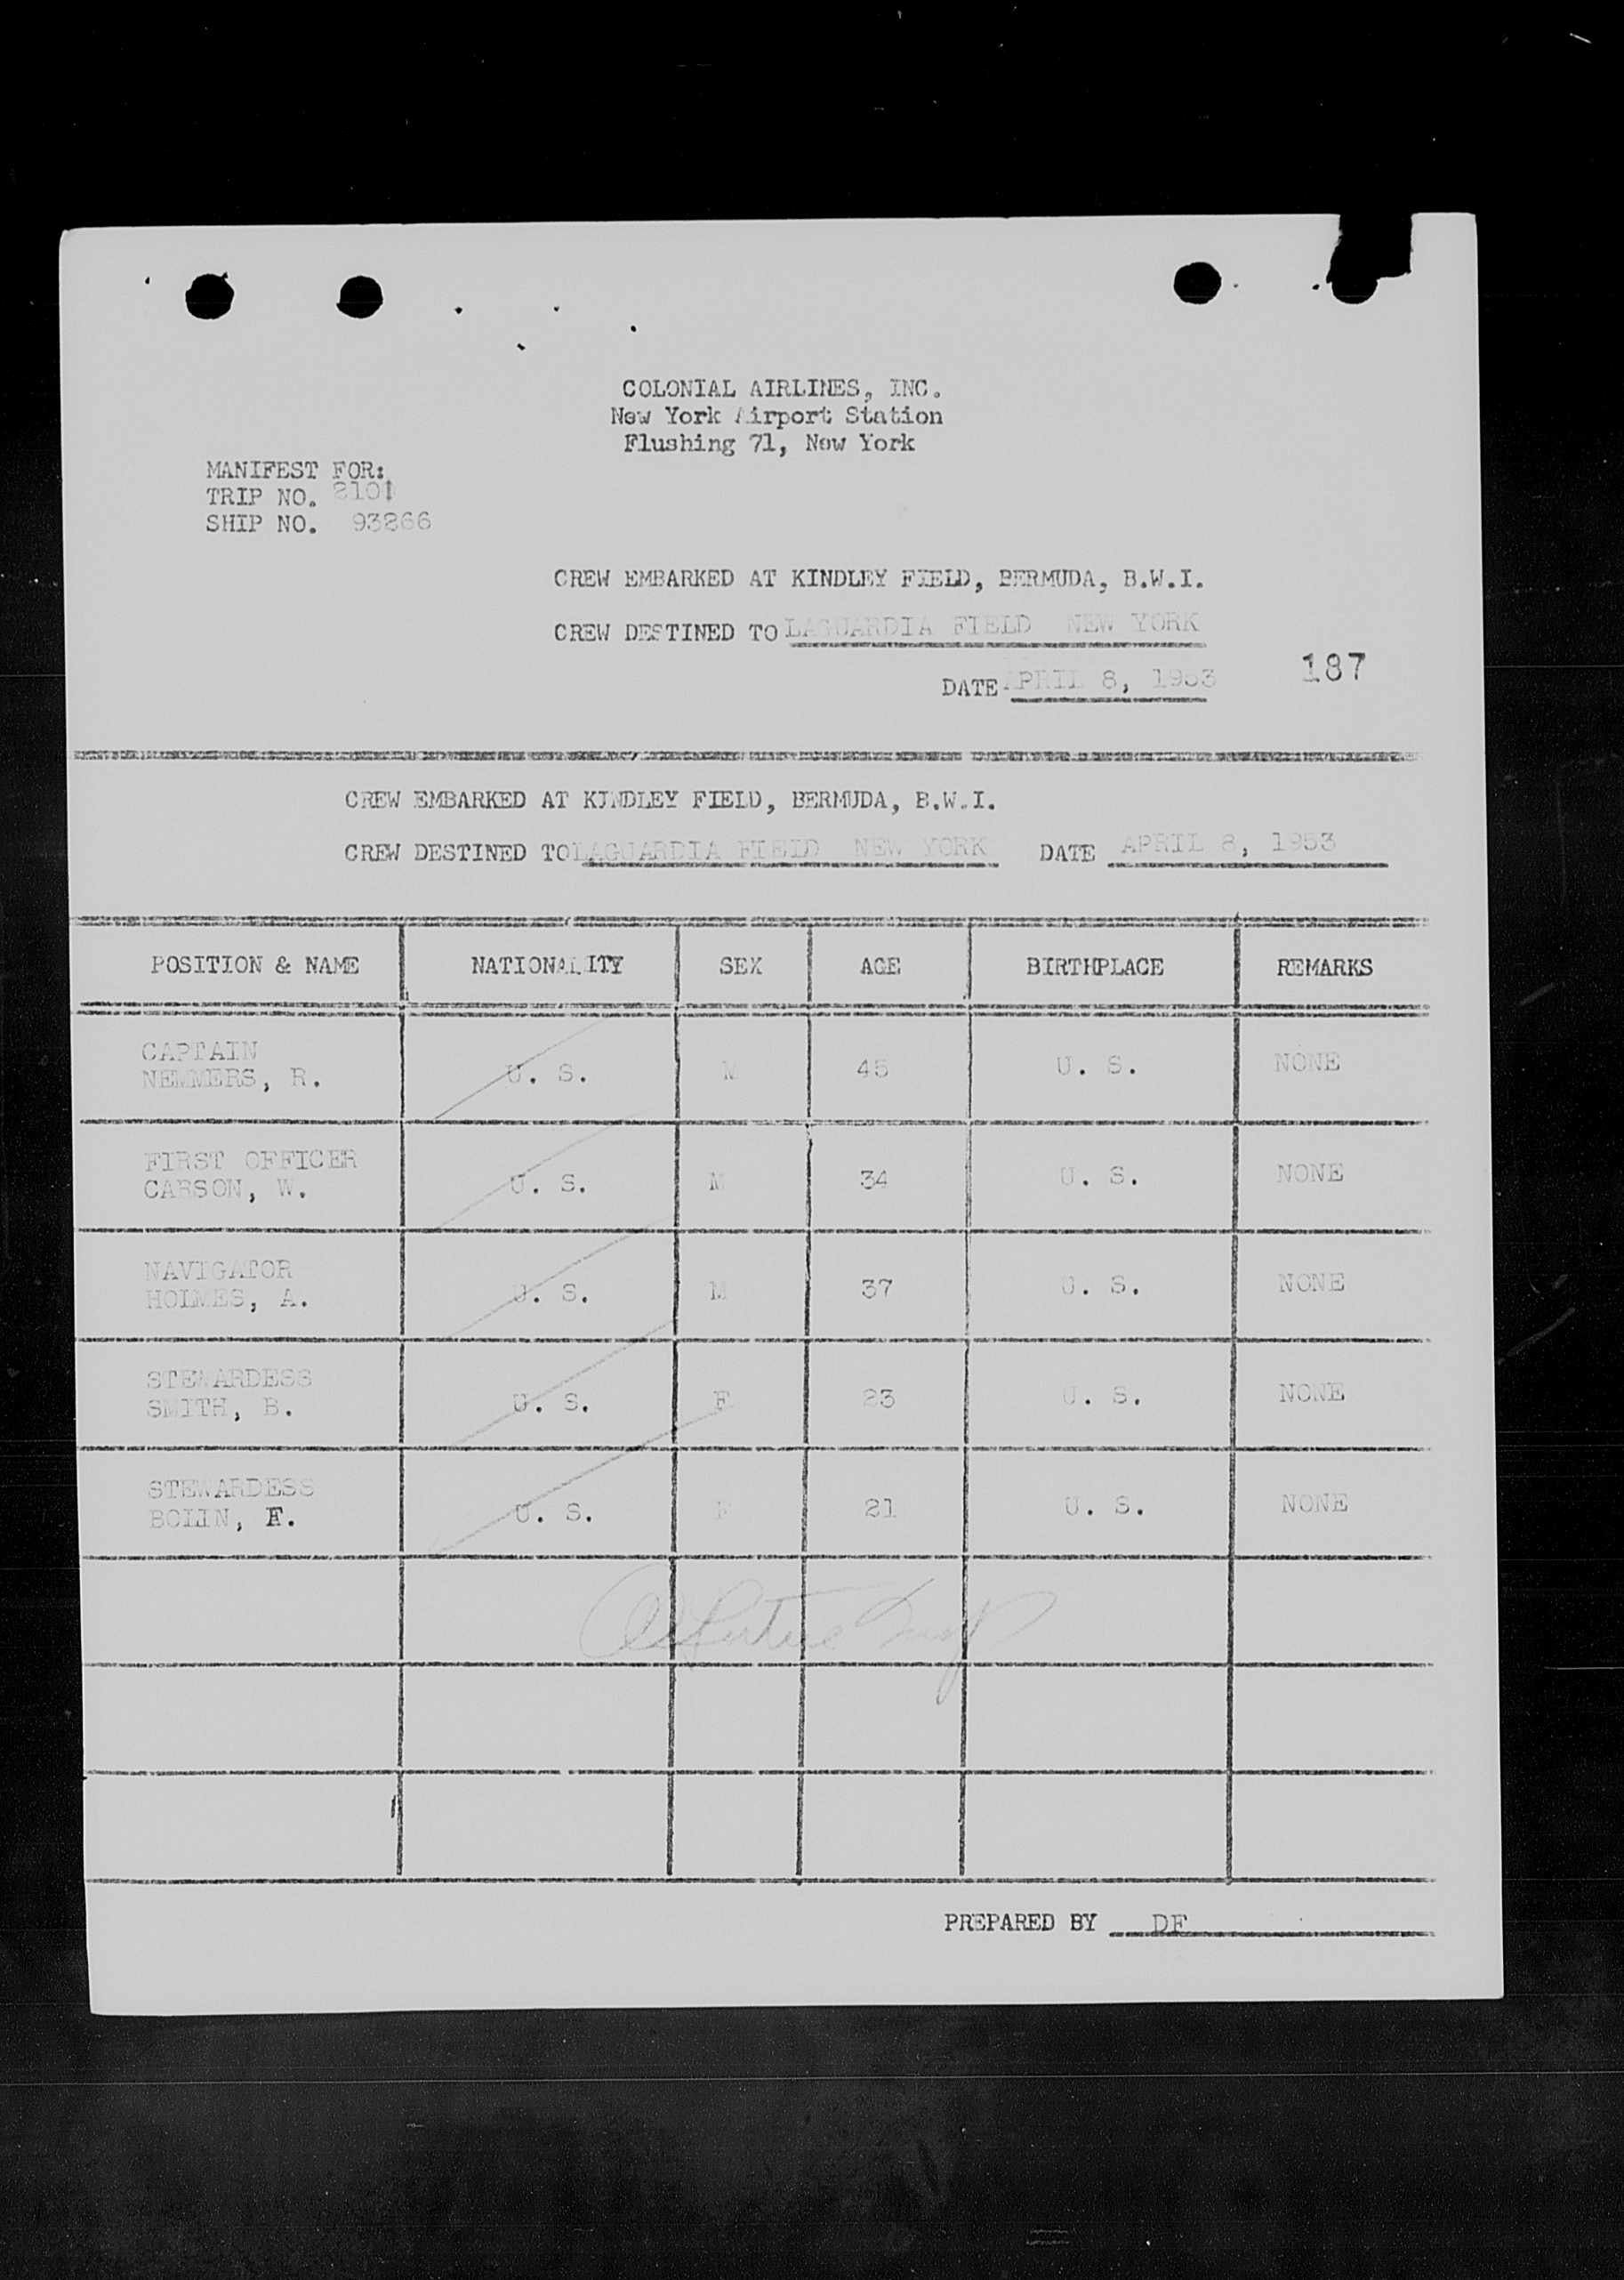 COLONIAL AIRLINES, INC.
New York Airport Station
Flushing 71, New York
MANIFEST FOR:
TRIP NO. 2101
SHIP NO. 93266
CREW EMBARKED AT KINDLEY FIELD, BERMUDA, B.W.I.
CREW DESTINED TO LAGUARDIA FIELD NEW YORK
DATE APRIL 8, 1953
187
CREW EMBARKED AT KINDLEY FIELD, BERMUDA, B.W.I.
CREW DESTINED TO LAGUARDIA FIELD NEW YORK DATE APRIL 8, 1953
POSITION & NAME NATIONALITY SEX AGE BIRTHPLACE REMARKS
CAPTAIN
NEMMERS, R. U. S. M 45 U. S. NONE
FIRST OFFICER
CARSON, W. U. S. M 34 U. S. NONE
NAVIGATOR
HOLMES, A. U. S. M 37 U. S. NONE
STEWARDESS
SMITH, B. U. S. F 23 U. S. NONE
STEWARDESS
BOLIN, F. U. S. F 21 U. S. NONE
PREPARED BY DF